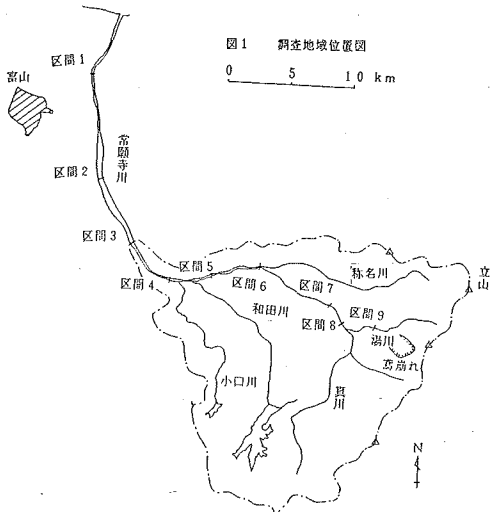 図1 調査地域位置図
0 5 10 km
区間1
富山
常願寺川
区間2
区間3
区間4
区間5
区間6
称名川
区間7
立山
和田川
区間9
区間8
湯川
鳶崩れ
小口川
真川
N